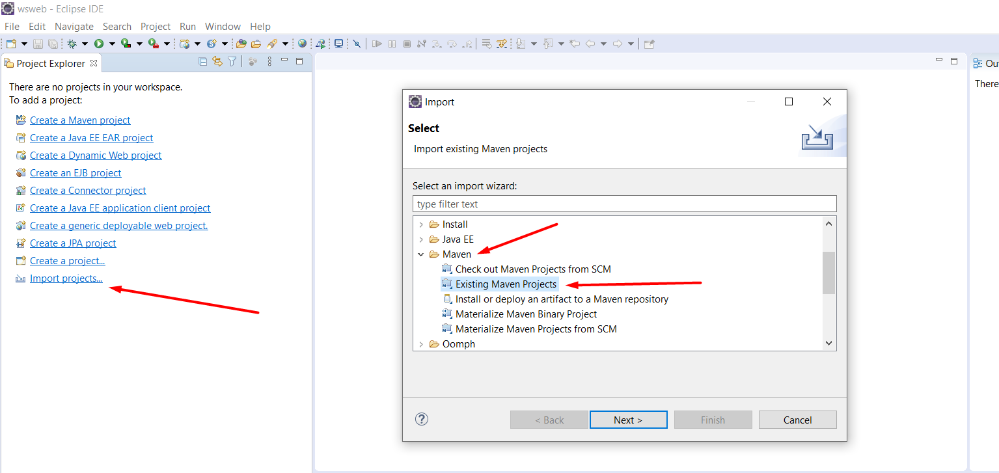 wsweb - Eclipse IDE
File Edit Navigate Search Project Run Window Help
Project Explorer
There are no projects in your workspace.
To add a project:
Create a Maven project
Create a Java EE EAR project
Create a Dynamic Web project
Create an EJB project
Create a Connector project
Create a Java EE application client project
Create a generic deployable web project.
Create a JPA project
Create a project...
Import projects...
Import
Select
Import existing Maven projects
Select an import wizard:
type filter text
Install
Java EE
Maven
Check out Maven Projects from SCM
Existing Maven Projects
Install or deploy an artifact to a Maven repository
Materialize Maven Binary Project
Materialize Maven Projects from SCM
Oomph
< Back Next > Finish Cancel
Ou
There